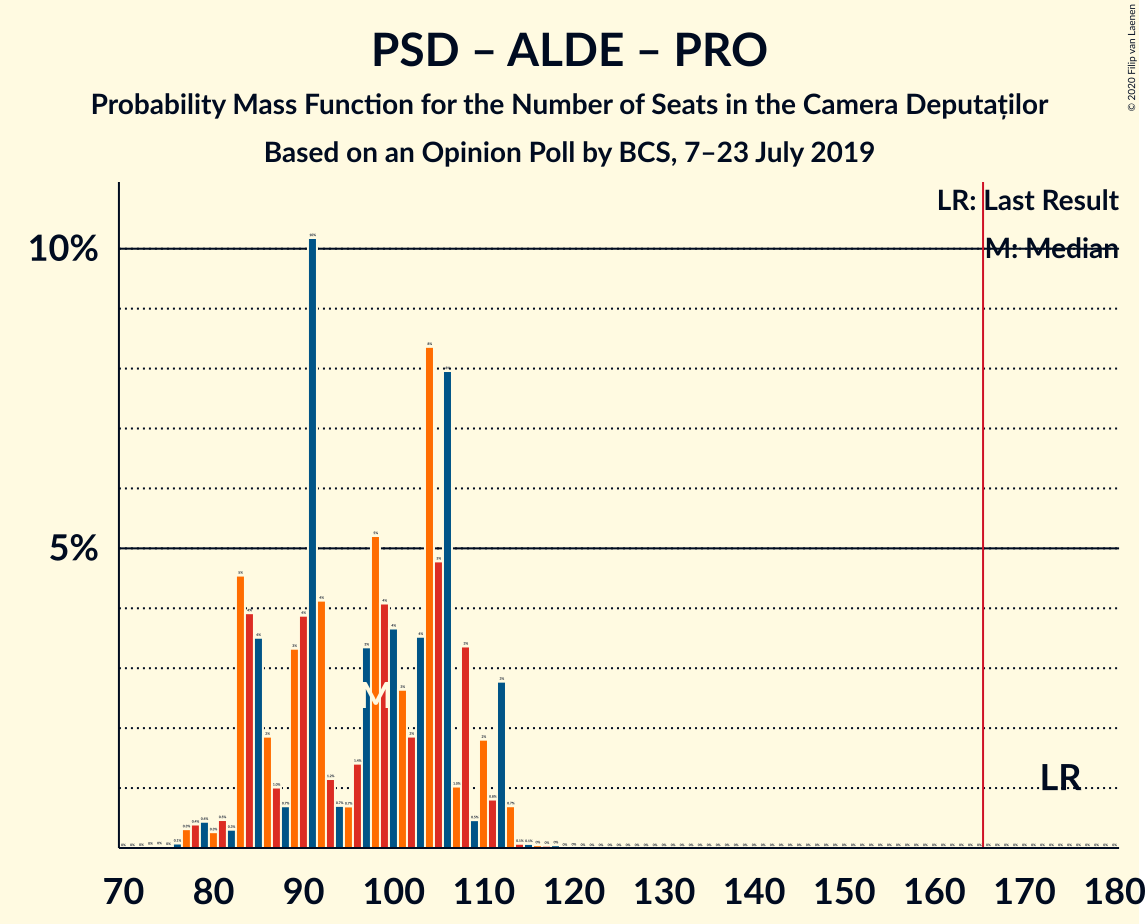 PSD – ALDE – PRO
Probability Mass Function for the Number of Seats in the Camera Deputaților
Based on an Opinion Poll by BCS, 7–23 July 2019
© 2020 Filip van Laenen
LR: Last Result
M: Median
10%
5%
M
LR
70 80 90 100 110 120 130 140 150 160 170 180